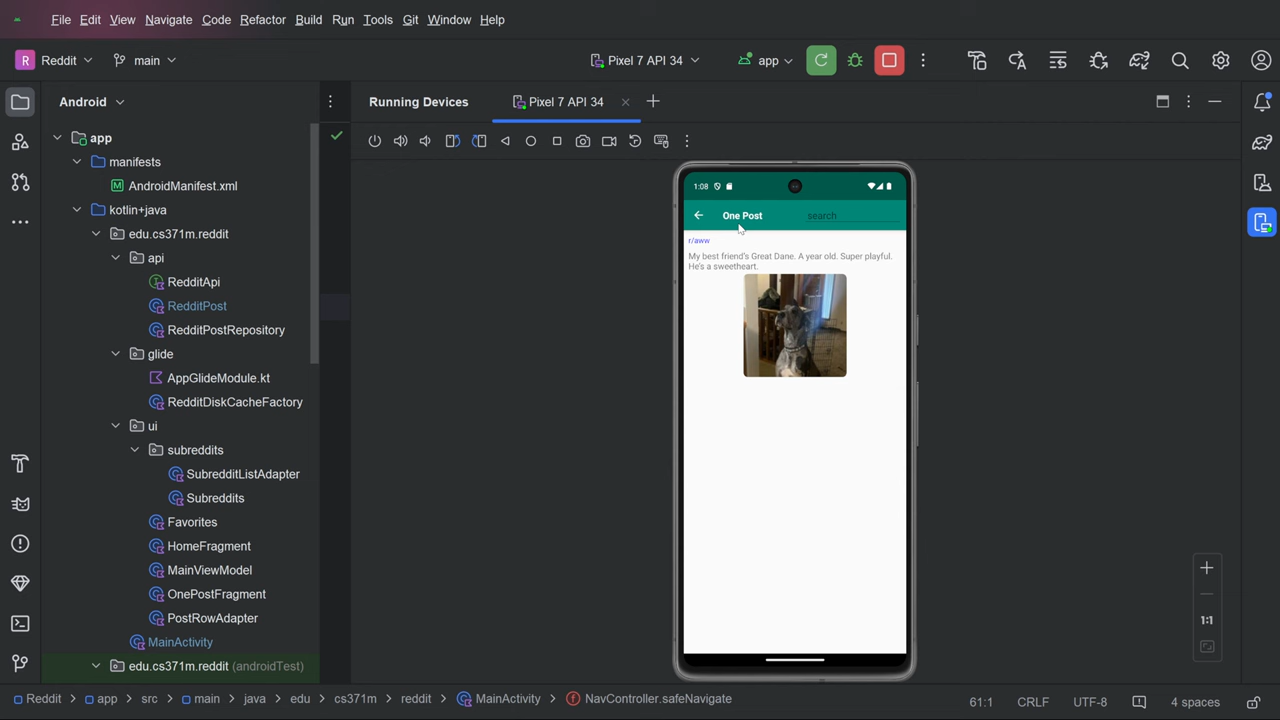 File Edit View Navigate Code Refactor Build Run Tools Git Window Help
R Reddit main Pixel 7 API 34 app
Android Running Devices Pixel 7 API 34
app
manifests
AndroidManifest.xml
kotlin+java
edu.cs371m.reddit
api
RedditApi
RedditPost
RedditPostRepository
glide
AppGlideModule.kt
RedditDiskCacheFactory
ui
subreddits
SubredditListAdapter
Subreddits
Favorites
HomeFragment
MainViewModel
OnePostFragment
PostRowAdapter
MainActivity
edu.cs371m.reddit (androidTest)
1:08
One Post search
r/aww
My best friend's Great Dane. A year old. Super playful.
He's a sweetheart.
1:1
Reddit app src main java edu cs371m reddit MainActivity NavController.safeNavigate 61:1 CRLF UTF-8 4 spaces